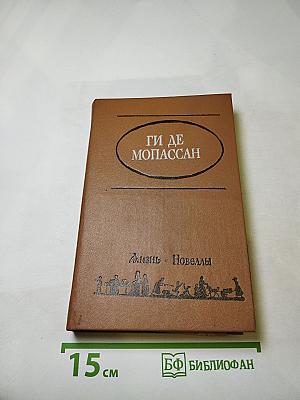 ГИ ДЕ
МОПАССАН
Жизнь • Новеллы
15 см
БФ БИБЛИОФАН